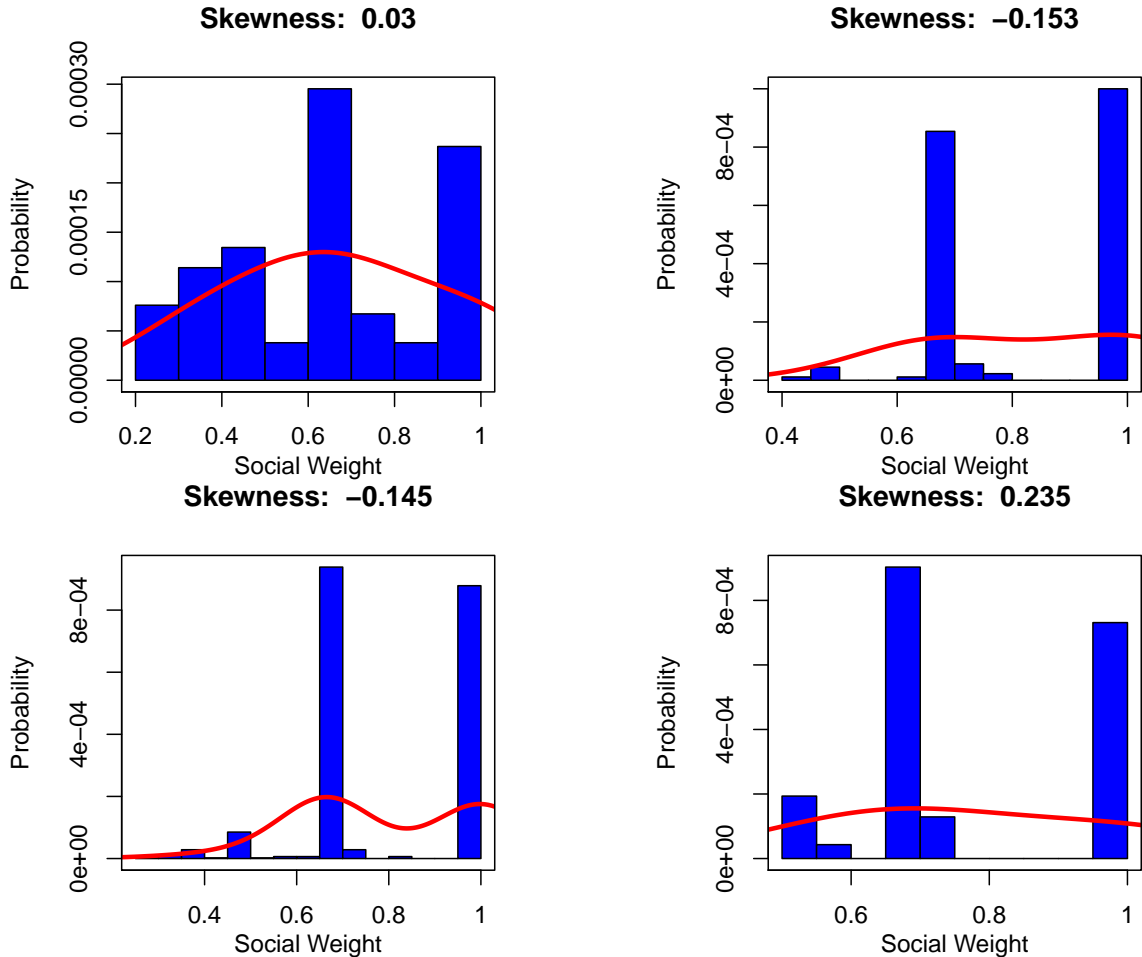 Skewness:  0.03
Probability
0.00000
0.00015
0.00030
0.2 0.4 0.6 0.8 1
Social Weight
Skewness:  −0.153
Probability
0e+00
4e−04
8e−04
0.4 0.6 0.8 1
Social Weight
Skewness:  −0.145
Probability
0e+00
4e−04
8e−04
0.4 0.6 0.8 1
Social Weight
Skewness:  0.235
Probability
0e+00
4e−04
8e−04
0.6 0.8 1
Social Weight